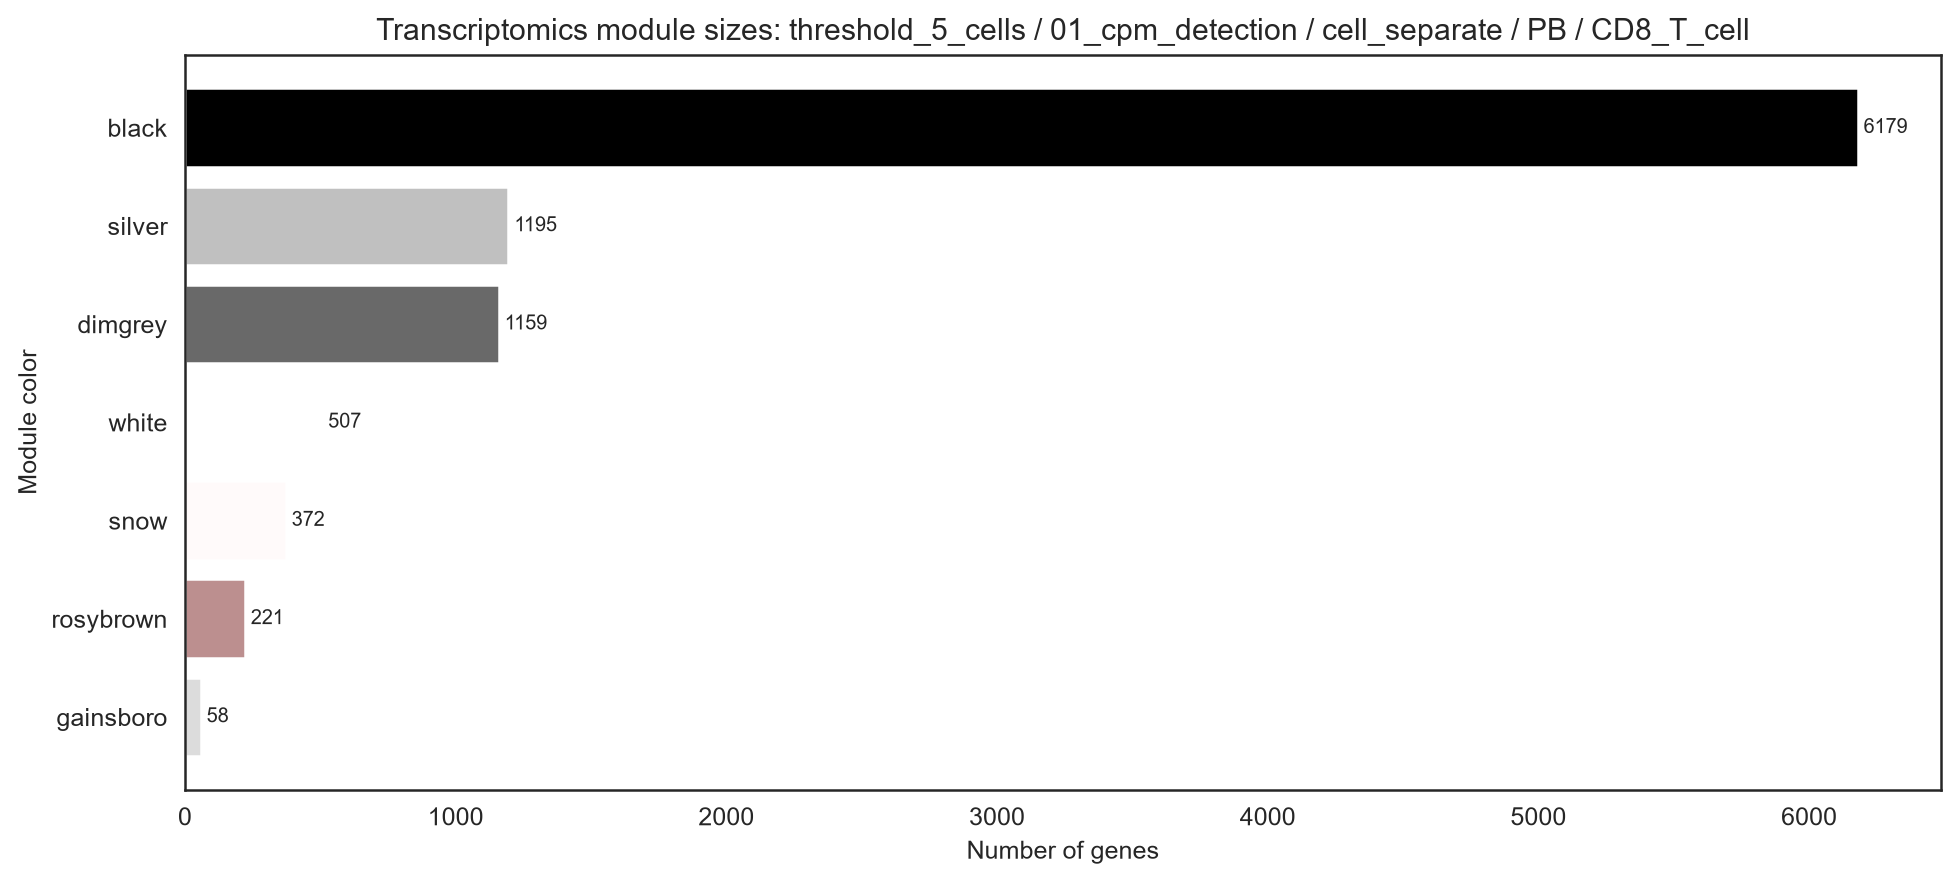 Transcriptomics module sizes: threshold_5_cells / 01_cpm_detection / cell_separate / PB / CD8_T_cell
Module color
black 6179
silver 1195
dimgrey 1159
white 507
snow 372
rosybrown 221
gainsboro 58
0 1000 2000 3000 4000 5000 6000
Number of genes